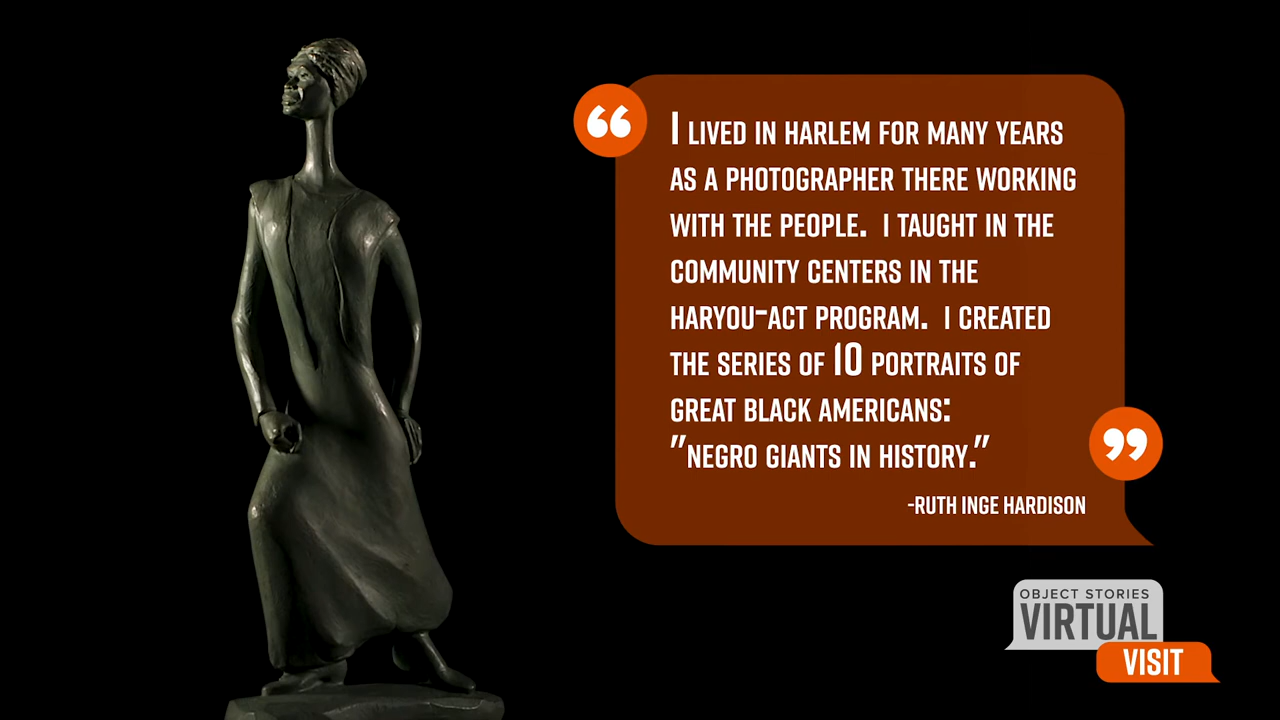 “
I LIVED IN HARLEM FOR MANY YEARS
AS A PHOTOGRAPHER THERE WORKING
WITH THE PEOPLE. I TAUGHT IN THE
COMMUNITY CENTERS IN THE
HARYOU-ACT PROGRAM. I CREATED
THE SERIES OF 10 PORTRAITS OF
GREAT BLACK AMERICANS:
"NEGRO GIANTS IN HISTORY."
”
-RUTH INGE HARDISON
OBJECT STORIES
VIRTUAL
VISIT